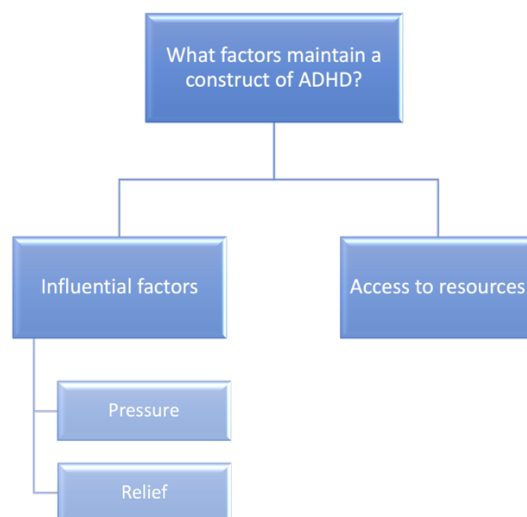 What factors maintain a
construct of ADHD?
Influential factors
Access to resources
Pressure
Relief